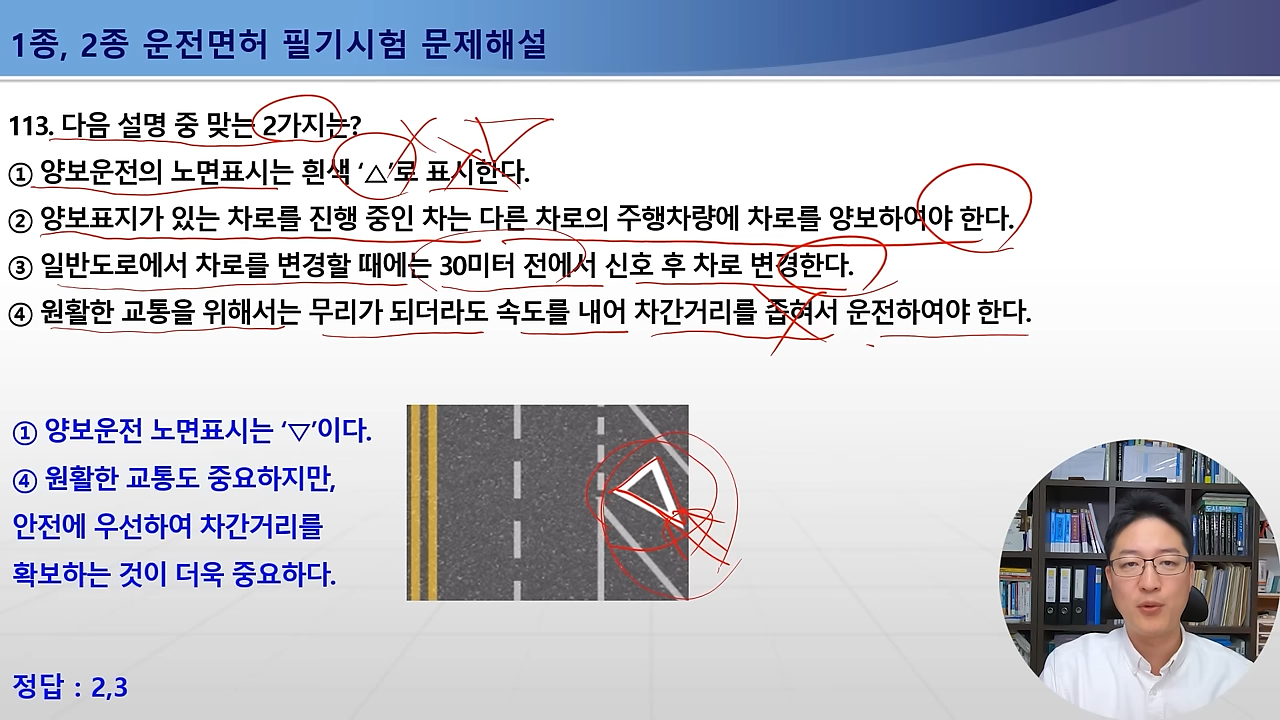 1종, 2종 운전면허 필기시험 문제해설
113. 다음 설명 중 맞는 2가지는?
① 양보운전의 노면표시는 흰색 '△'로 표시한다.
② 양보표지가 있는 차로를 진행 중인 차는 다른 차로의 주행차량에 차로를 양보하여야 한다.
③ 일반도로에서 차로를 변경할 때에는 30미터 전에서 신호 후 차로 변경한다.
④ 원활한 교통을 위해서는 무리가 되더라도 속도를 내어 차간거리를 좁혀서 운전하여야 한다.
① 양보운전 노면표시는 '▽'이다.
④ 원활한 교통도 중요하지만,
안전에 우선하여 차간거리를
확보하는 것이 더욱 중요하다.
정답 : 2,3